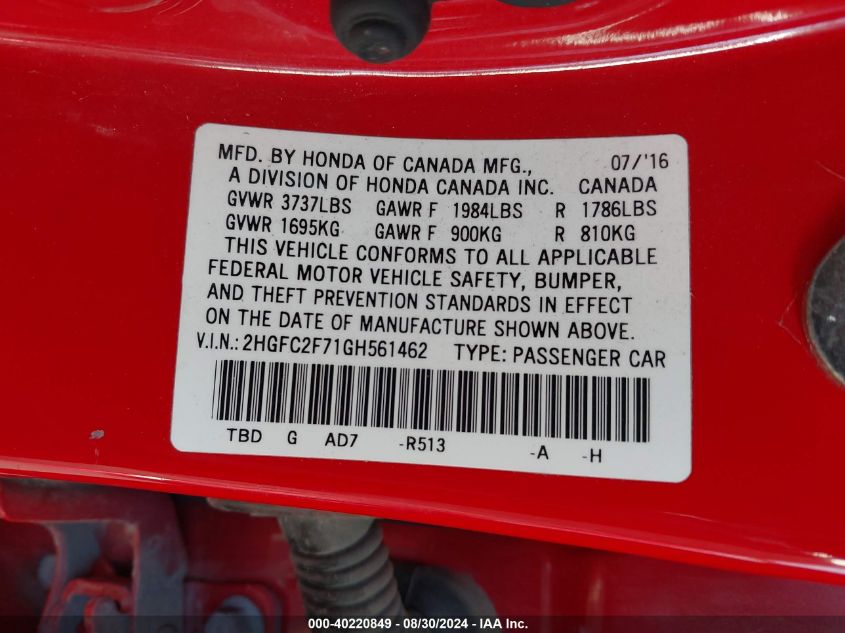 MFD. BY HONDA OF CANADA MFG., 07/'16
A DIVISION OF HONDA CANADA INC. CANADA
GVWR 3737LBS GAWR F 1984LBS R 1786LBS
GVWR 1695KG GAWR F 900KG R 810KG
THIS VEHICLE CONFORMS TO ALL APPLICABLE
FEDERAL MOTOR VEHICLE SAFETY, BUMPER,
AND THEFT PREVENTION STANDARDS IN EFFECT
ON THE DATE OF MANUFACTURE SHOWN ABOVE.
V.I.N.: 2HGFC2F71GH561462 TYPE: PASSENGER CAR
TBD G AD7 -R513 -A -H
000-40220849 - 08/30/2024 - IAA Inc.